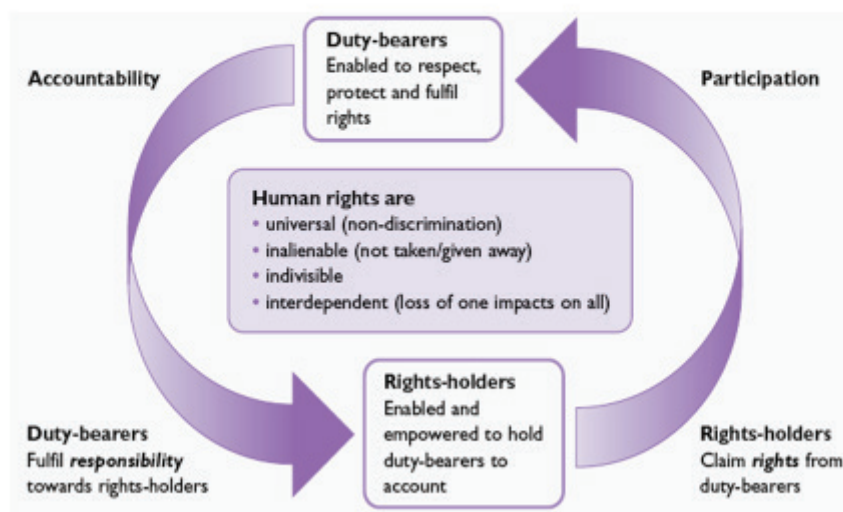 Duty-bearers
Enabled to respect,
protect and fulfil
rights
Accountability
Participation
Human rights are
• universal (non-discrimination)
• inalienable (not taken/given away)
• indivisible
• interdependent (loss of one impacts on all)
Rights-holders
Enabled and
empowered to hold
duty-bearers to
account
Duty-bearers
Fulfil responsibility
towards rights-holders
Rights-holders
Claim rights from
duty-bearers